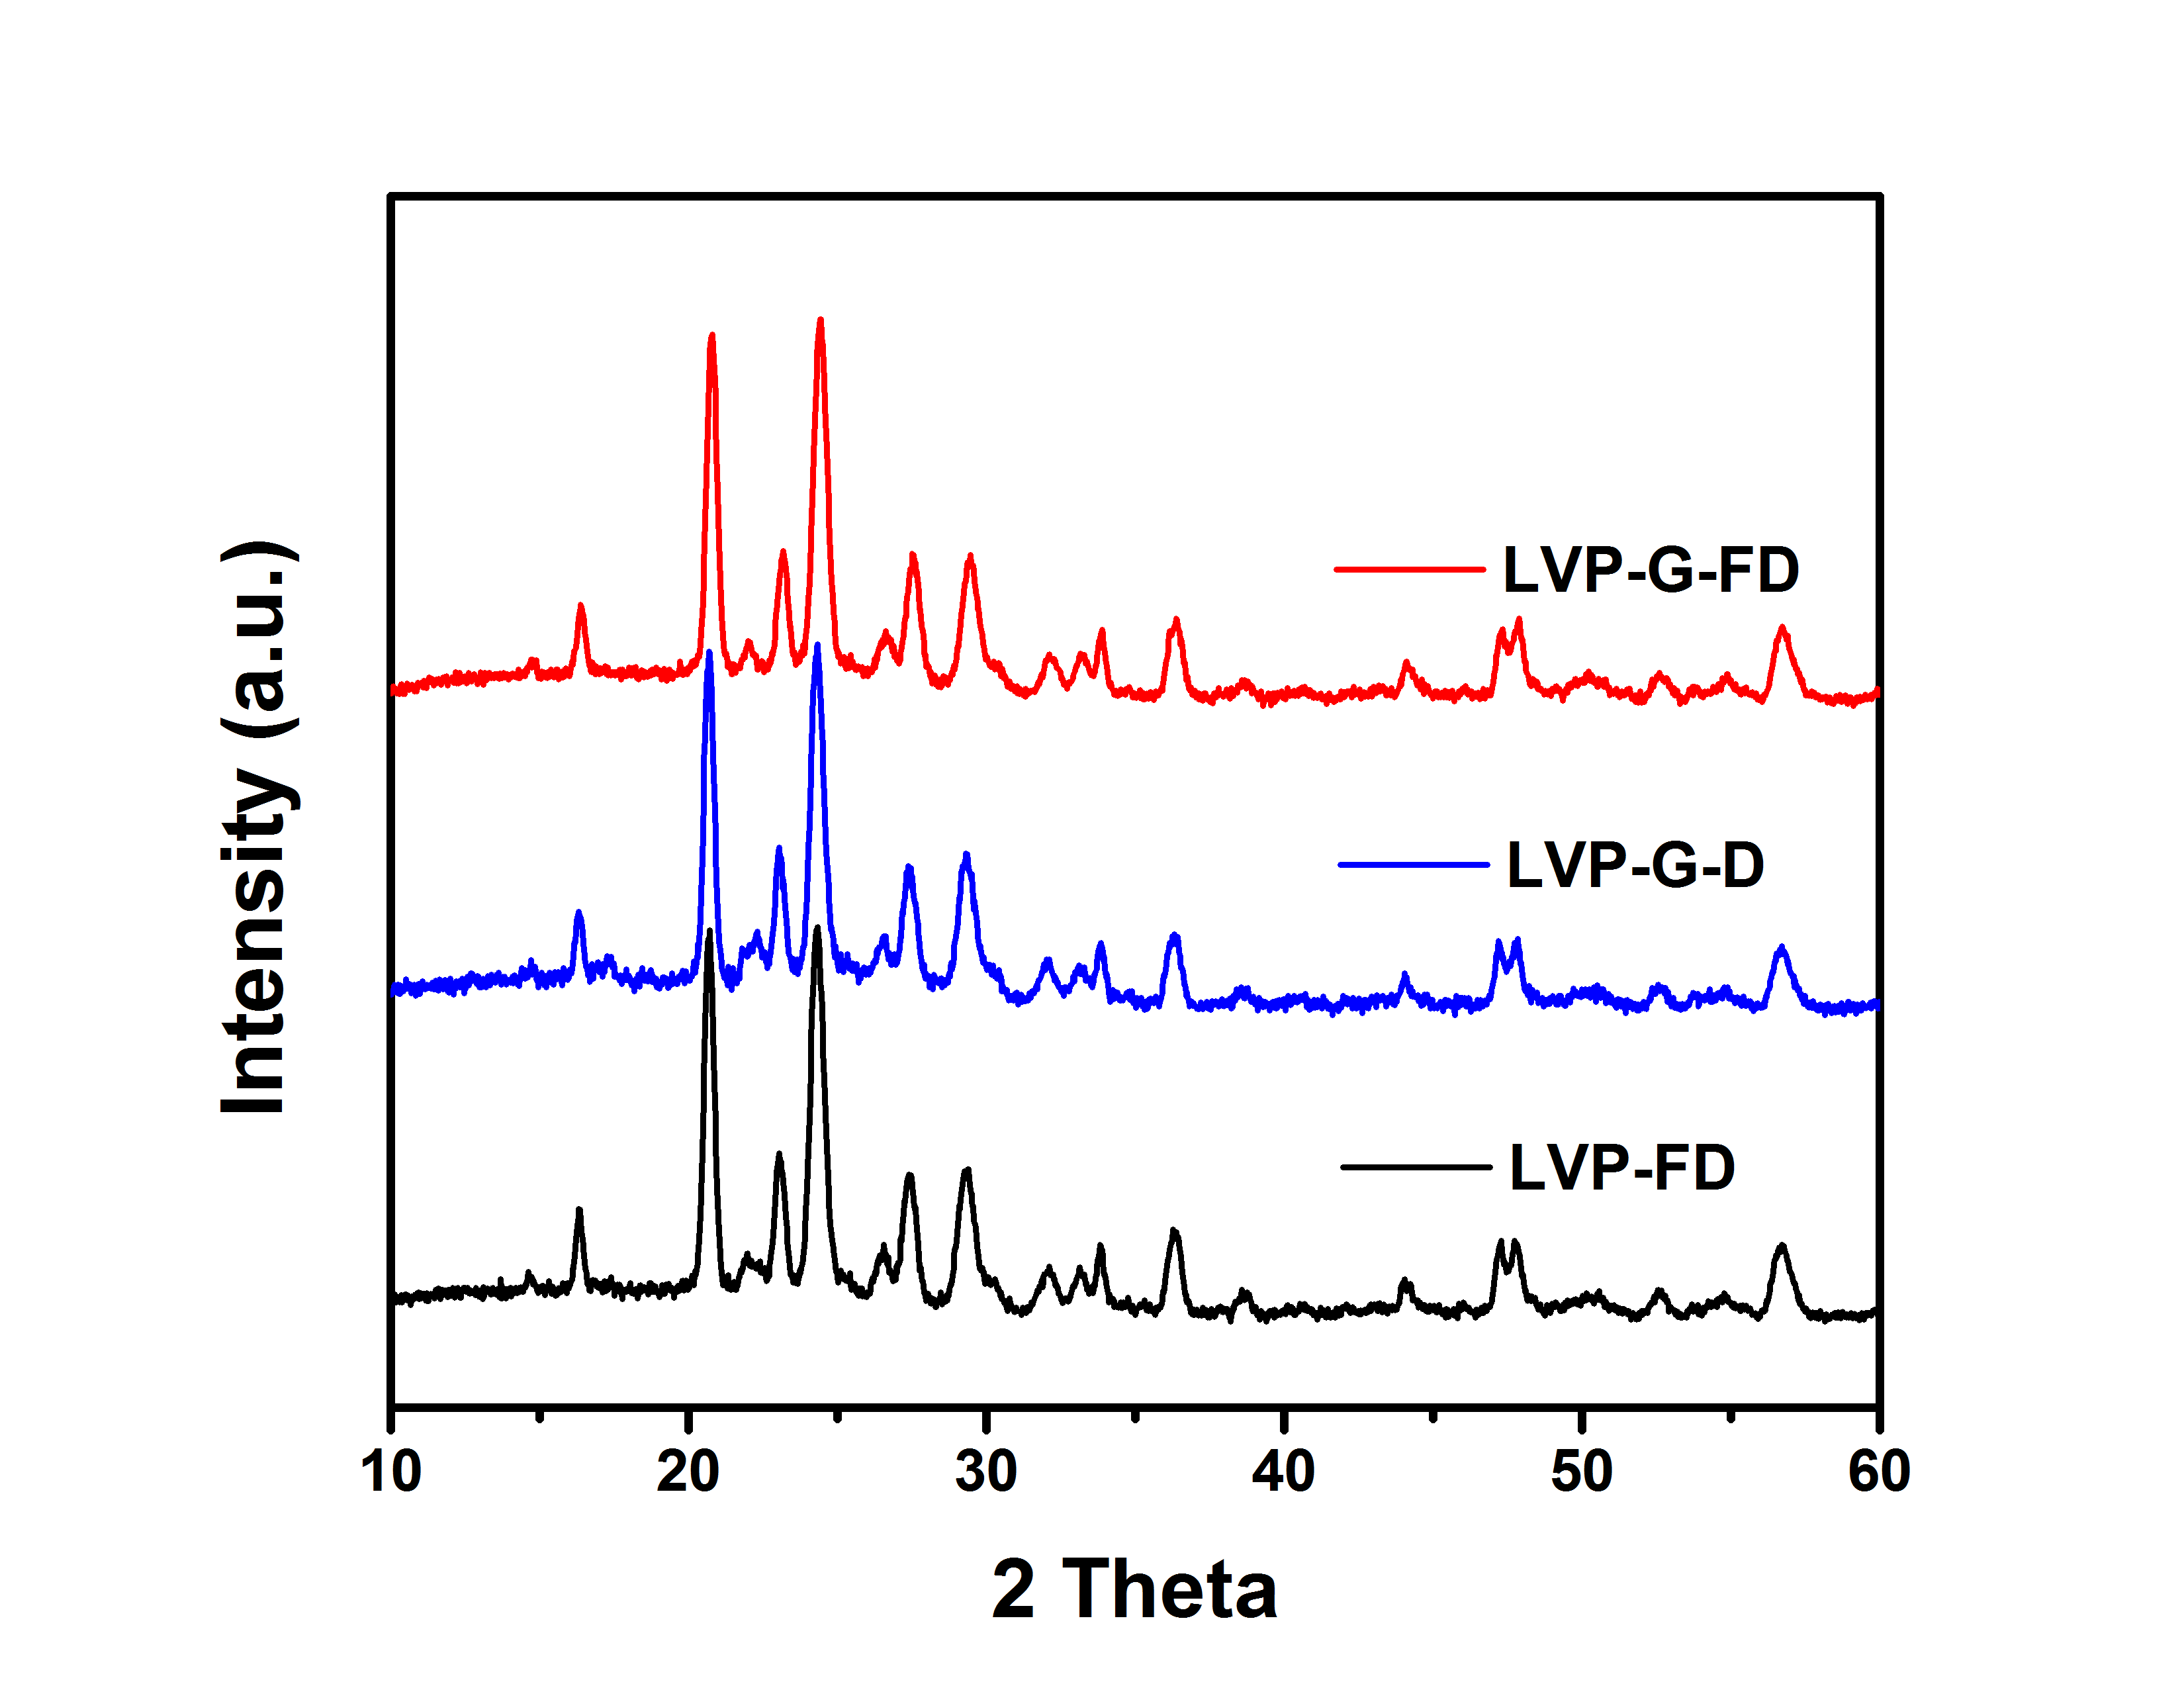 Intensity (a.u.)
LVP-G-FD
LVP-G-D
LVP-FD
10 20 30 40 50 60
2 Theta